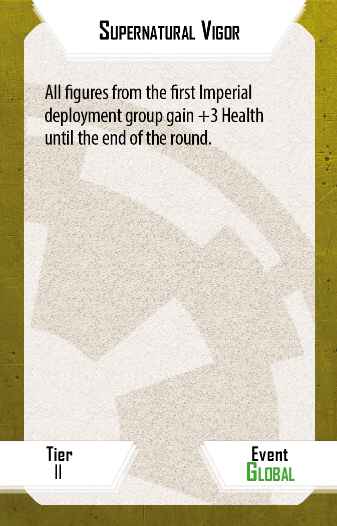 Supernatural Vigor
All figures from the first Imperial
deployment group gain +3 Health
until the end of the round.
Tier
II
Event
Global